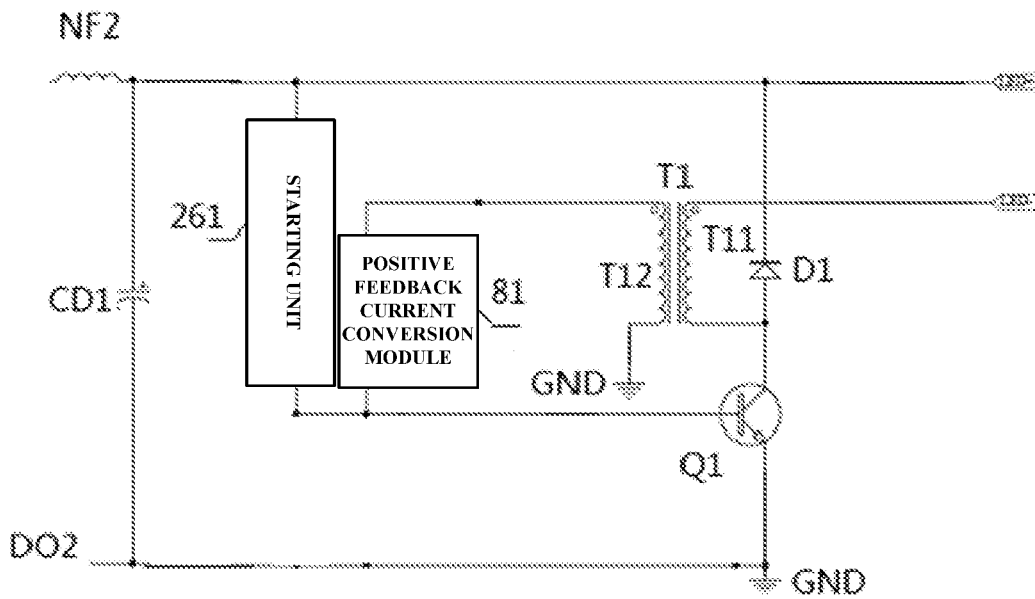 NF2
STARTING UNIT
261
T1
T11
POSITIVE
FEEDBACK
CURRENT
CONVERSION
MODULE
T12
D1
81
CD1
GND
Q1
DO2
GND